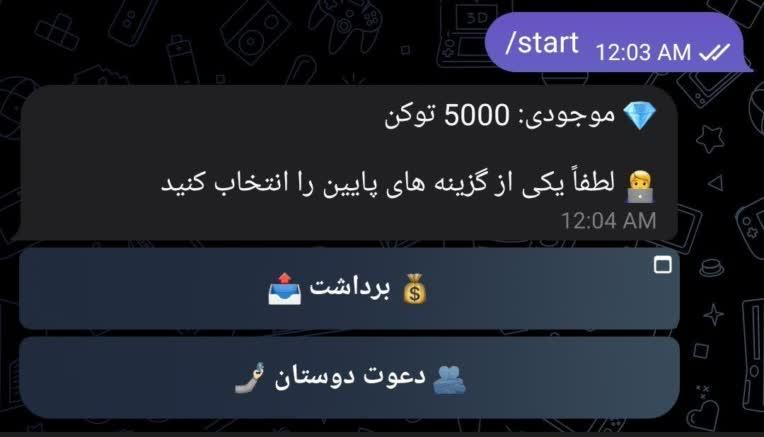 /start 12:03 AM
💎 موجودی: 5000 توکن
🧑‍💻 لطفاً یکی از گزینه های پایین را انتخاب کنید
12:04 AM
💰 برداشت 📤
🫂 دعوت دوستان 🤳